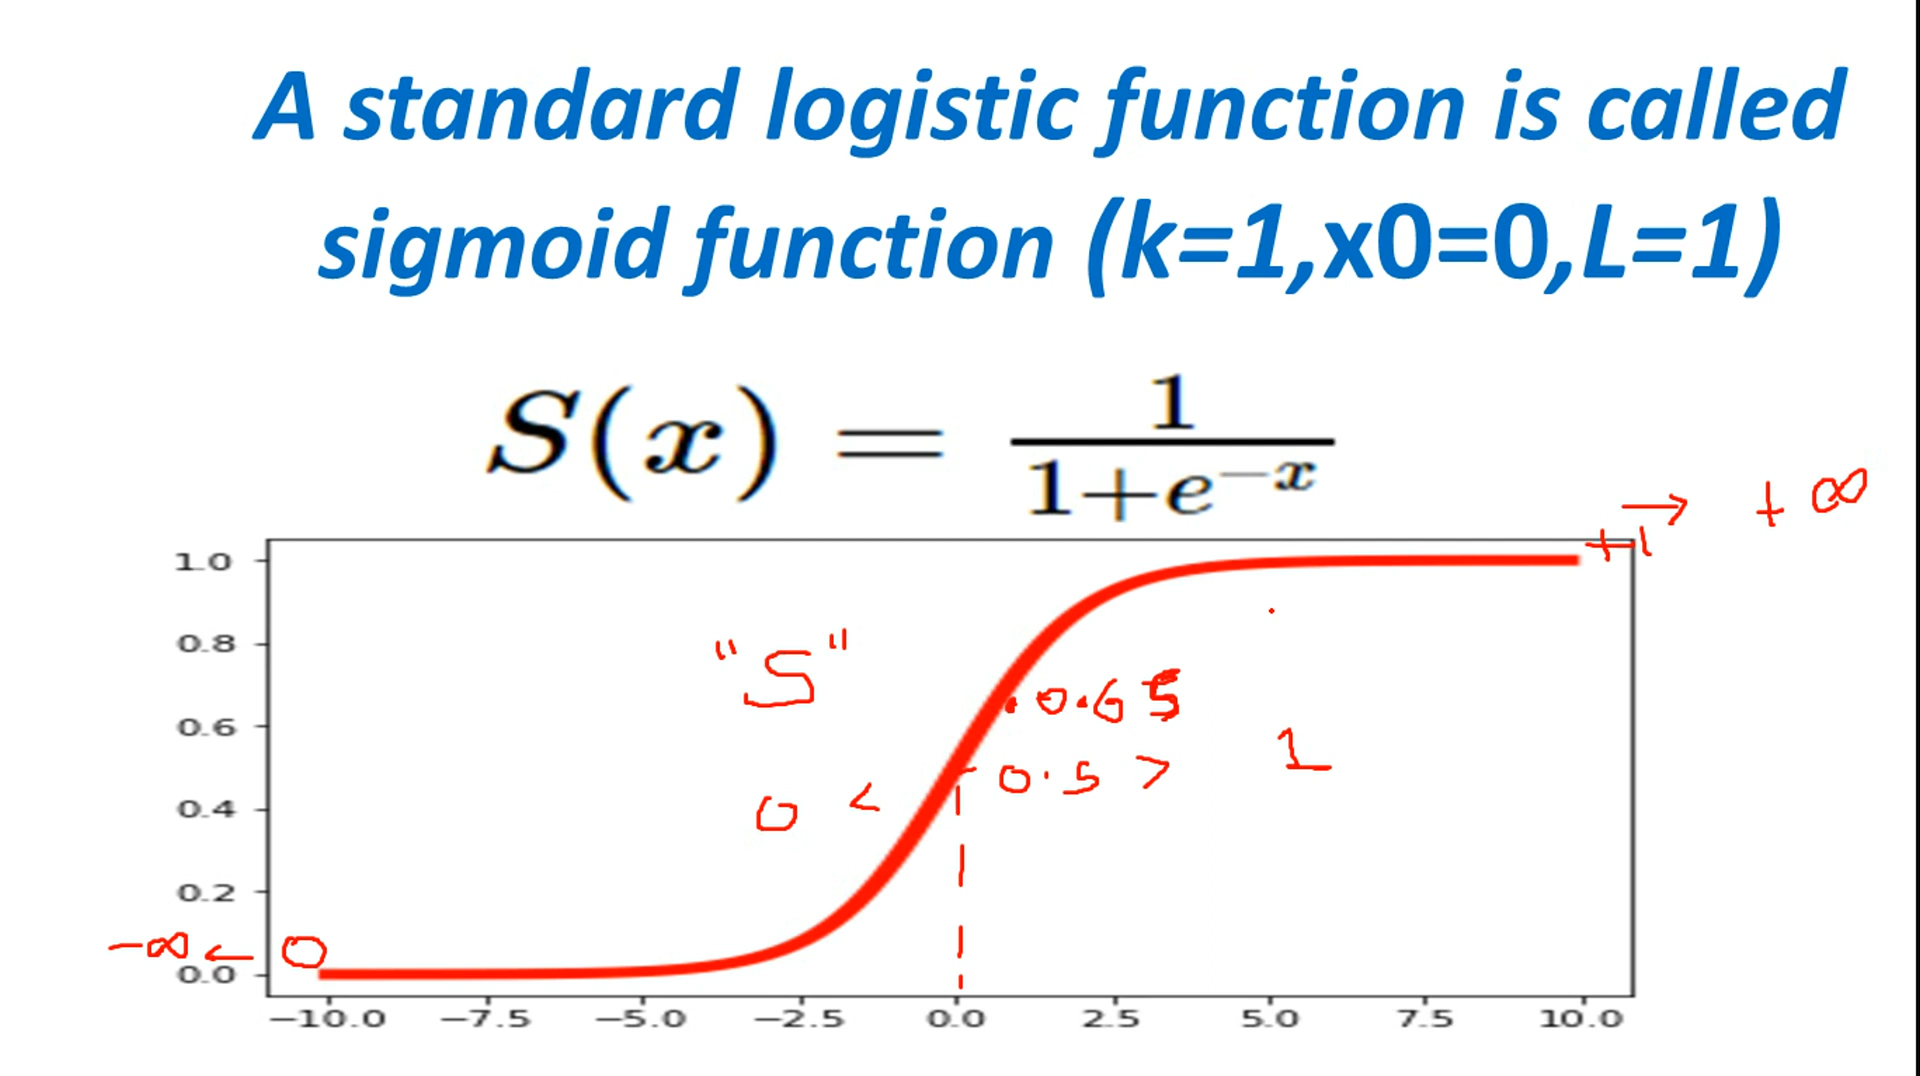 A standard logistic function is called
sigmoid function (k=1,x0=0,L=1)
S(x) = 1
1+e^{-x}
→ +∞
+1
1.0
0.8
"S"
.0.65
0.6
0.5 > 1
0 <
0.4
0.2
-∞ ← 0
0.0
−10.0 −7.5 −5.0 −2.5 0.0 2.5 5.0 7.5 10.0